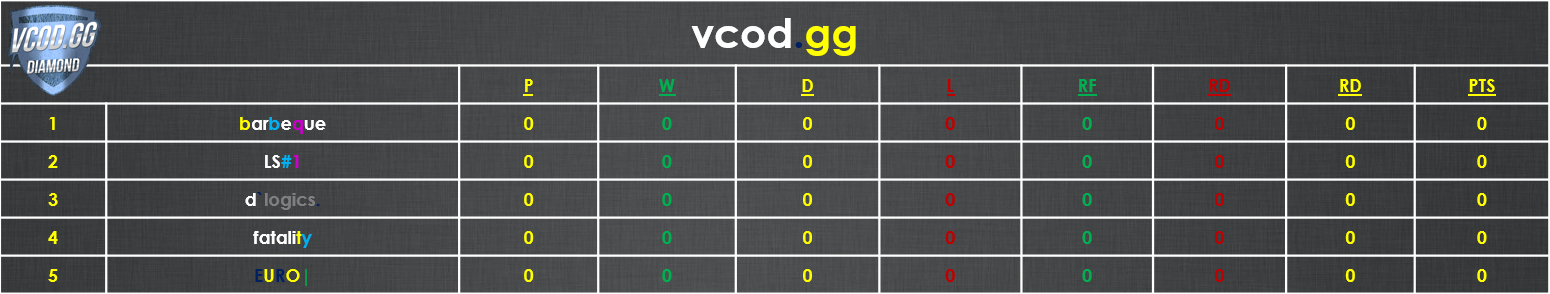 VCOD.GG
DIAMOND
vcod.gg
P W D L RF RD RD PTS
1 barbeque 0 0 0 0 0 0 0 0
2 LS#1 0 0 0 0 0 0 0 0
3 d`logics. 0 0 0 0 0 0 0 0
4 fatality 0 0 0 0 0 0 0 0
5 EURO | 0 0 0 0 0 0 0 0